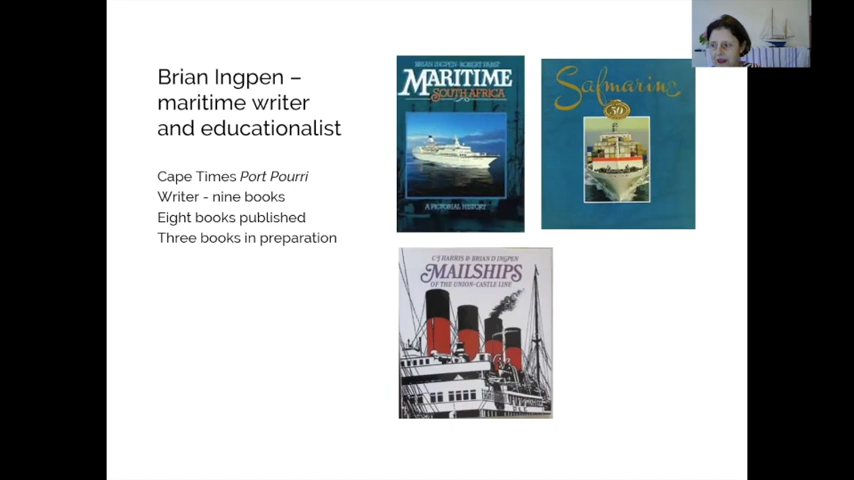 Brian Ingpen –
maritime writer
and educationalist
Cape Times Port Pourri
Writer - nine books
Eight books published
Three books in preparation
BRIAN INGPEN · ROBERT PABST
MARITIME
SOUTH AFRICA
A PICTORIAL HISTORY
Safmarine
50
C J HARRIS & BRIAN D INGPEN
MAILSHIPS
OF THE UNION-CASTLE LINE